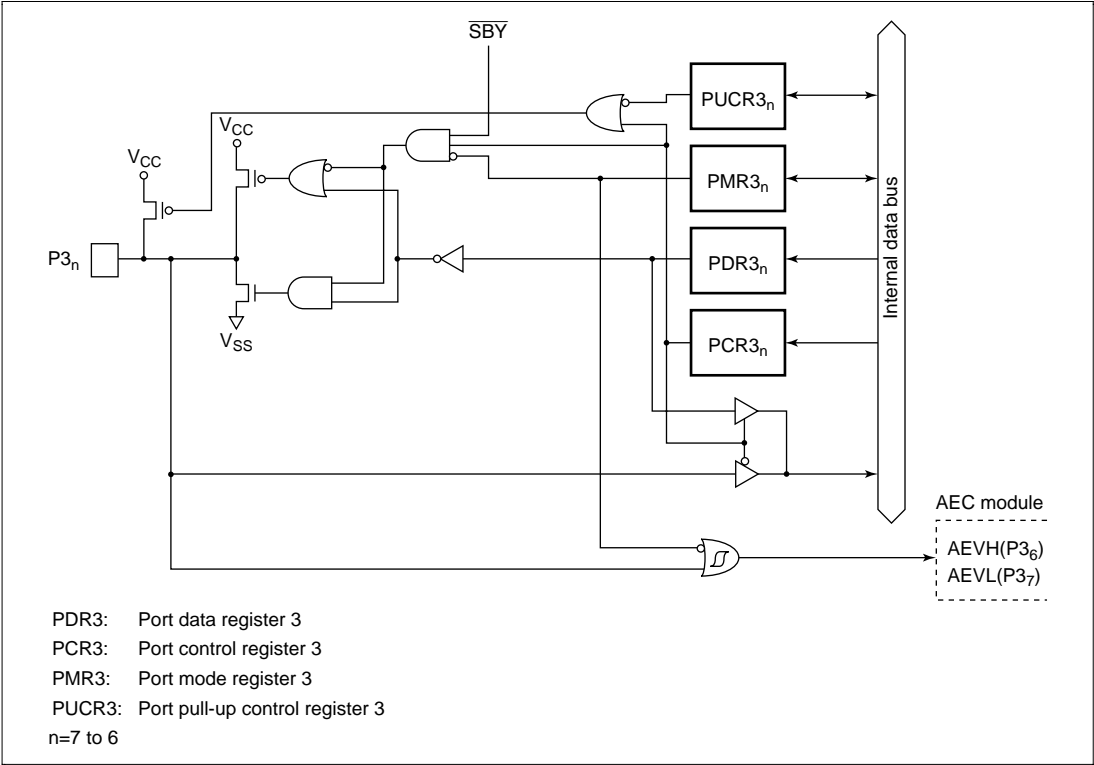 SBY
PUCR3n
VCC
VCC
PMR3n
Internal data bus
P3n
PDR3n
VSS
PCR3n
AEC module
AEVH(P36)
AEVL(P37)
PDR3: Port data register 3
PCR3: Port control register 3
PMR3: Port mode register 3
PUCR3: Port pull-up control register 3
n=7 to 6